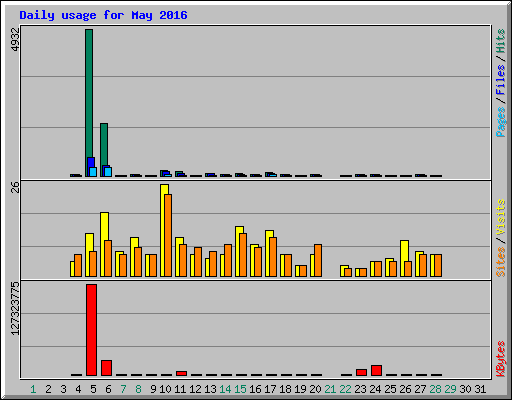 Daily usage for May 2016
4932
Pages / Files / Hits
26
Sites / Visits
127323775
KBytes
1 2 3 4 5 6 7 8 9 10 11 12 13 14 15 16 17 18 19 20 21 22 23 24 25 26 27 28 29 30 31